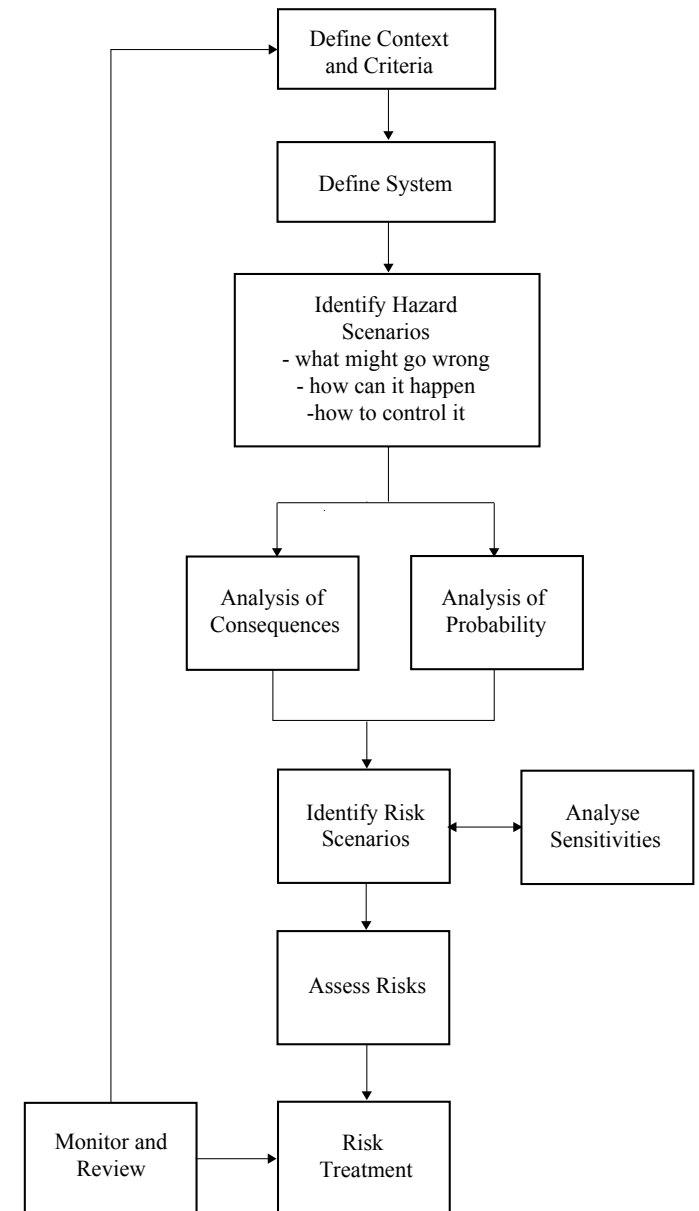 Define Context
and Criteria
Define System
Identify Hazard
Scenarios
- what might go wrong
- how can it happen
-how to control it
Analysis of
Consequences
Analysis of
Probability
Identify Risk
Scenarios
Analyse
Sensitivities
Assess Risks
Monitor and
Review
Risk
Treatment